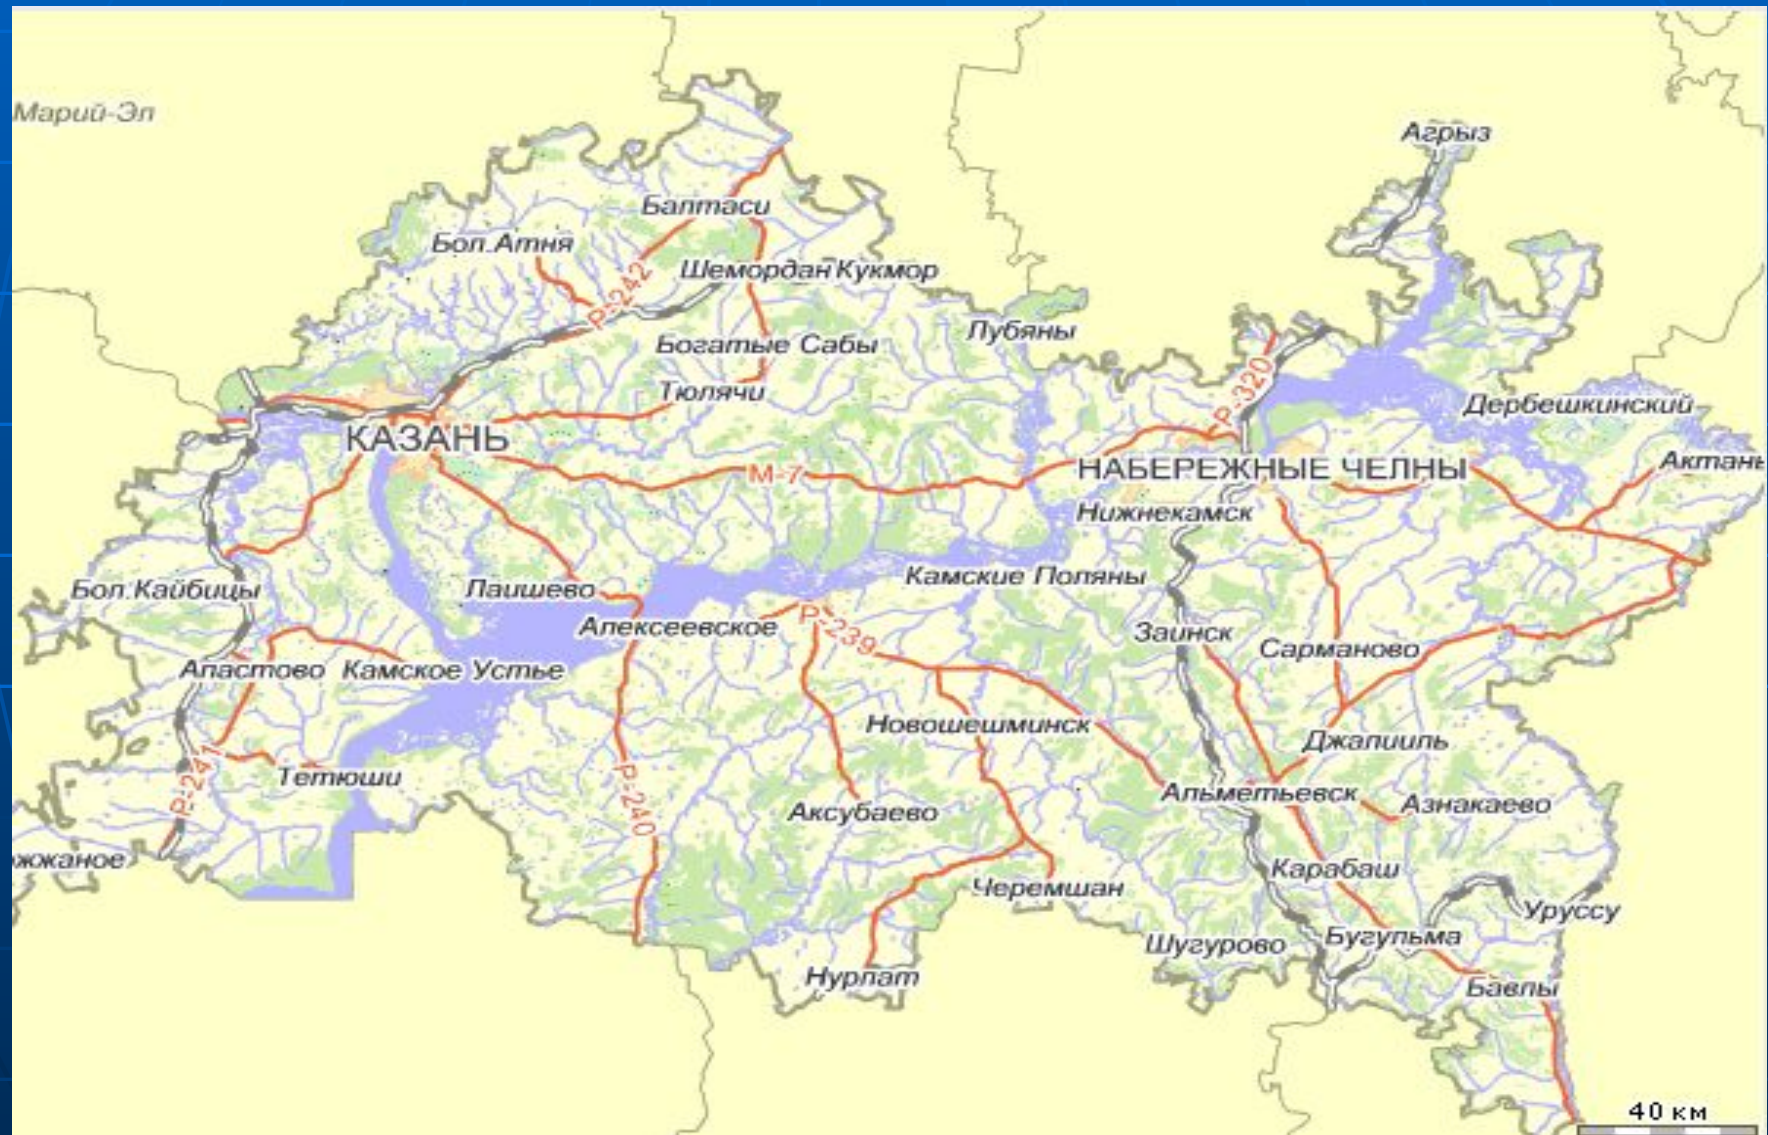 Марий-Эл
Агрыз
Балтаси
Бол.Атня
Р-242
Шемордан
Кукмор
Лубяны
Богатые Сабы
Тюлячи
Р-320
Дербешкинский
КАЗАНЬ
М-7
НАБЕРЕЖНЫЕ ЧЕЛНЫ
Актань
Нижнекамск
Бол.Кайбицы
Лаишево
Камские Поляны
Алексеевское
Р-239
Заинск
Сарманово
Апастово
Камское Устье
Новошешминск
Джалииль
Р-241
Тетюши
Р-240
Аксубаево
Альметьевск
Азнакаево
жжаное
Карабаш
Черемшан
Уруссу
Шугурово
Бугульма
Нурлат
Бавлы
40 км